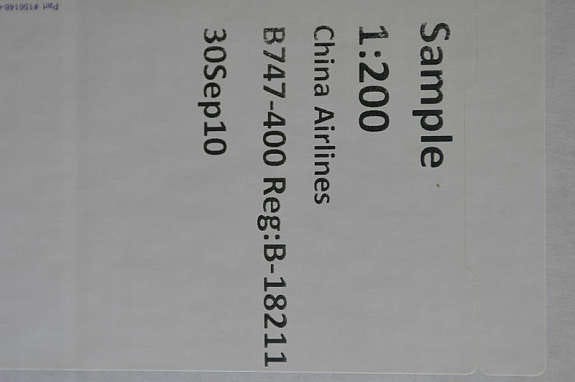 Sample
1:200
China Airlines
B747-400 Reg:B-18211
30Sep10